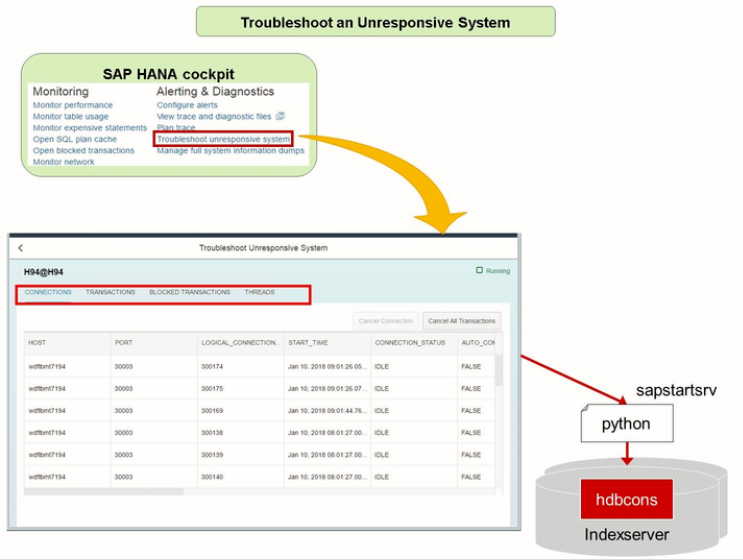 Troubleshoot an Unresponsive System
SAP HANA cockpit
Monitoring
Monitor performance
Monitor table usage
Monitor expensive statements
Open SQL plan cache
Open blocked transactions
Monitor network
Alerting & Diagnostics
Configure alerts
View trace and diagnostic files
Plan trace
Troubleshoot unresponsive system
Manage full system information dumps
Troubleshoot Unresponsive System
H94@H94
Running
CONNECTIONS TRANSACTIONS BLOCKED TRANSACTIONS THREADS
Cancel Connection Cancel All Transactions
HOST PORT LOGICAL_CONNECTION... START_TIME CONNECTION_STATUS AUTO_COM
wdflbmt7194 30003 300174 Jan 10, 2018 09:01:26.05... IDLE FALSE
wdflbmt7194 30003 300175 Jan 10, 2018 09:01:26.07... IDLE FALSE
wdflbmt7194 30003 300169 Jan 10, 2018 09:01:44.76... IDLE FALSE
wdflbmt7194 30003 300138 Jan 10, 2018 08:01:27.00... IDLE FALSE
wdflbmt7194 30003 300139 Jan 10, 2018 08:01:27.00... IDLE FALSE
wdflbmt7194 30003 300140 Jan 10, 2018 08:01:27.00... IDLE FALSE
sapstartsrv
python
hdbcons
Indexserver